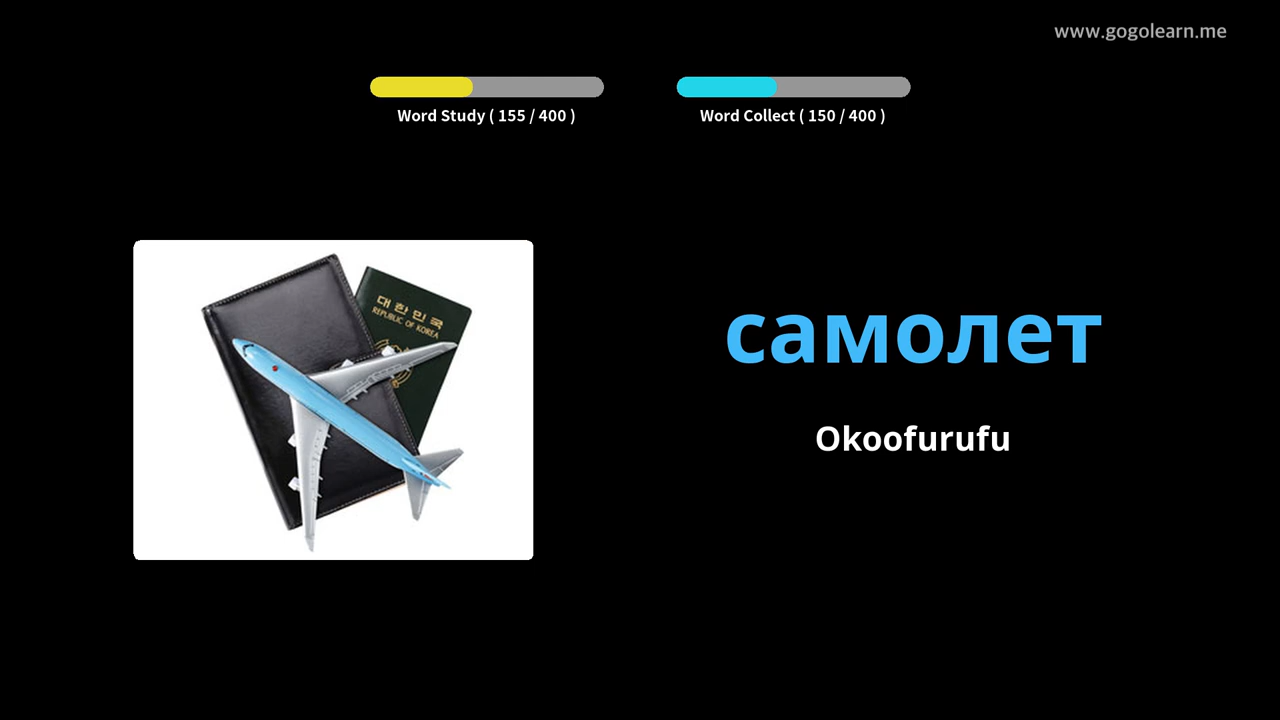 www.gogolearn.me
Word Study ( 155 / 400 )
Word Collect ( 150 / 400 )
대한민국
REPUBLIC OF KOREA
самолет
Okoofurufu